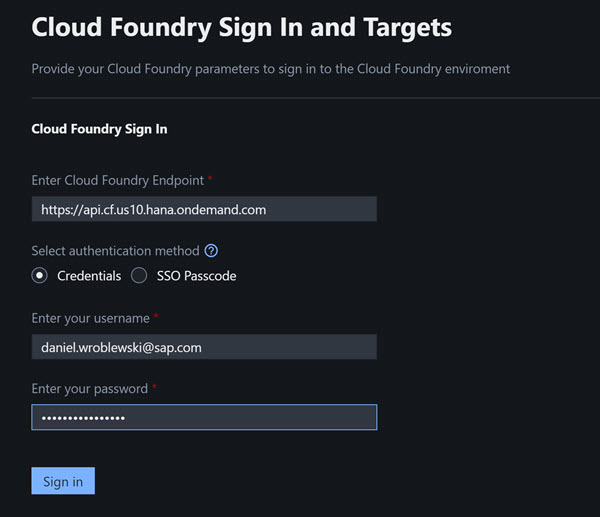 Cloud Foundry Sign In and Targets
Provide your Cloud Foundry parameters to sign in to the Cloud Foundry enviroment
Cloud Foundry Sign In
Enter Cloud Foundry Endpoint *
https://api.cf.us10.hana.ondemand.com
Select authentication method ?
Credentials SSO Passcode
Enter your username *
daniel.wroblewski@sap.com
Enter your password *
••••••••••••••••
Sign in